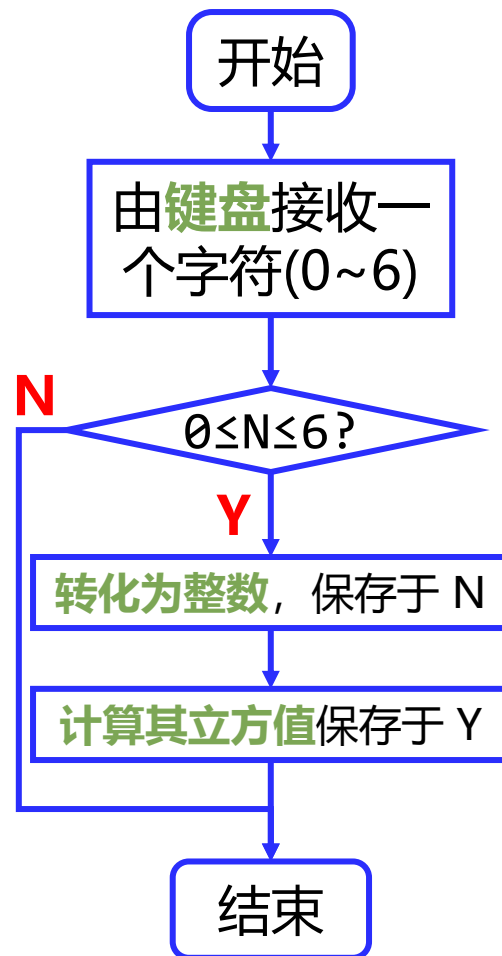 开始
由键盘接收一
个字符(0~6)
N
0≤N≤6?
Y
转化为整数，保存于 N
计算其立方值保存于 Y
结束